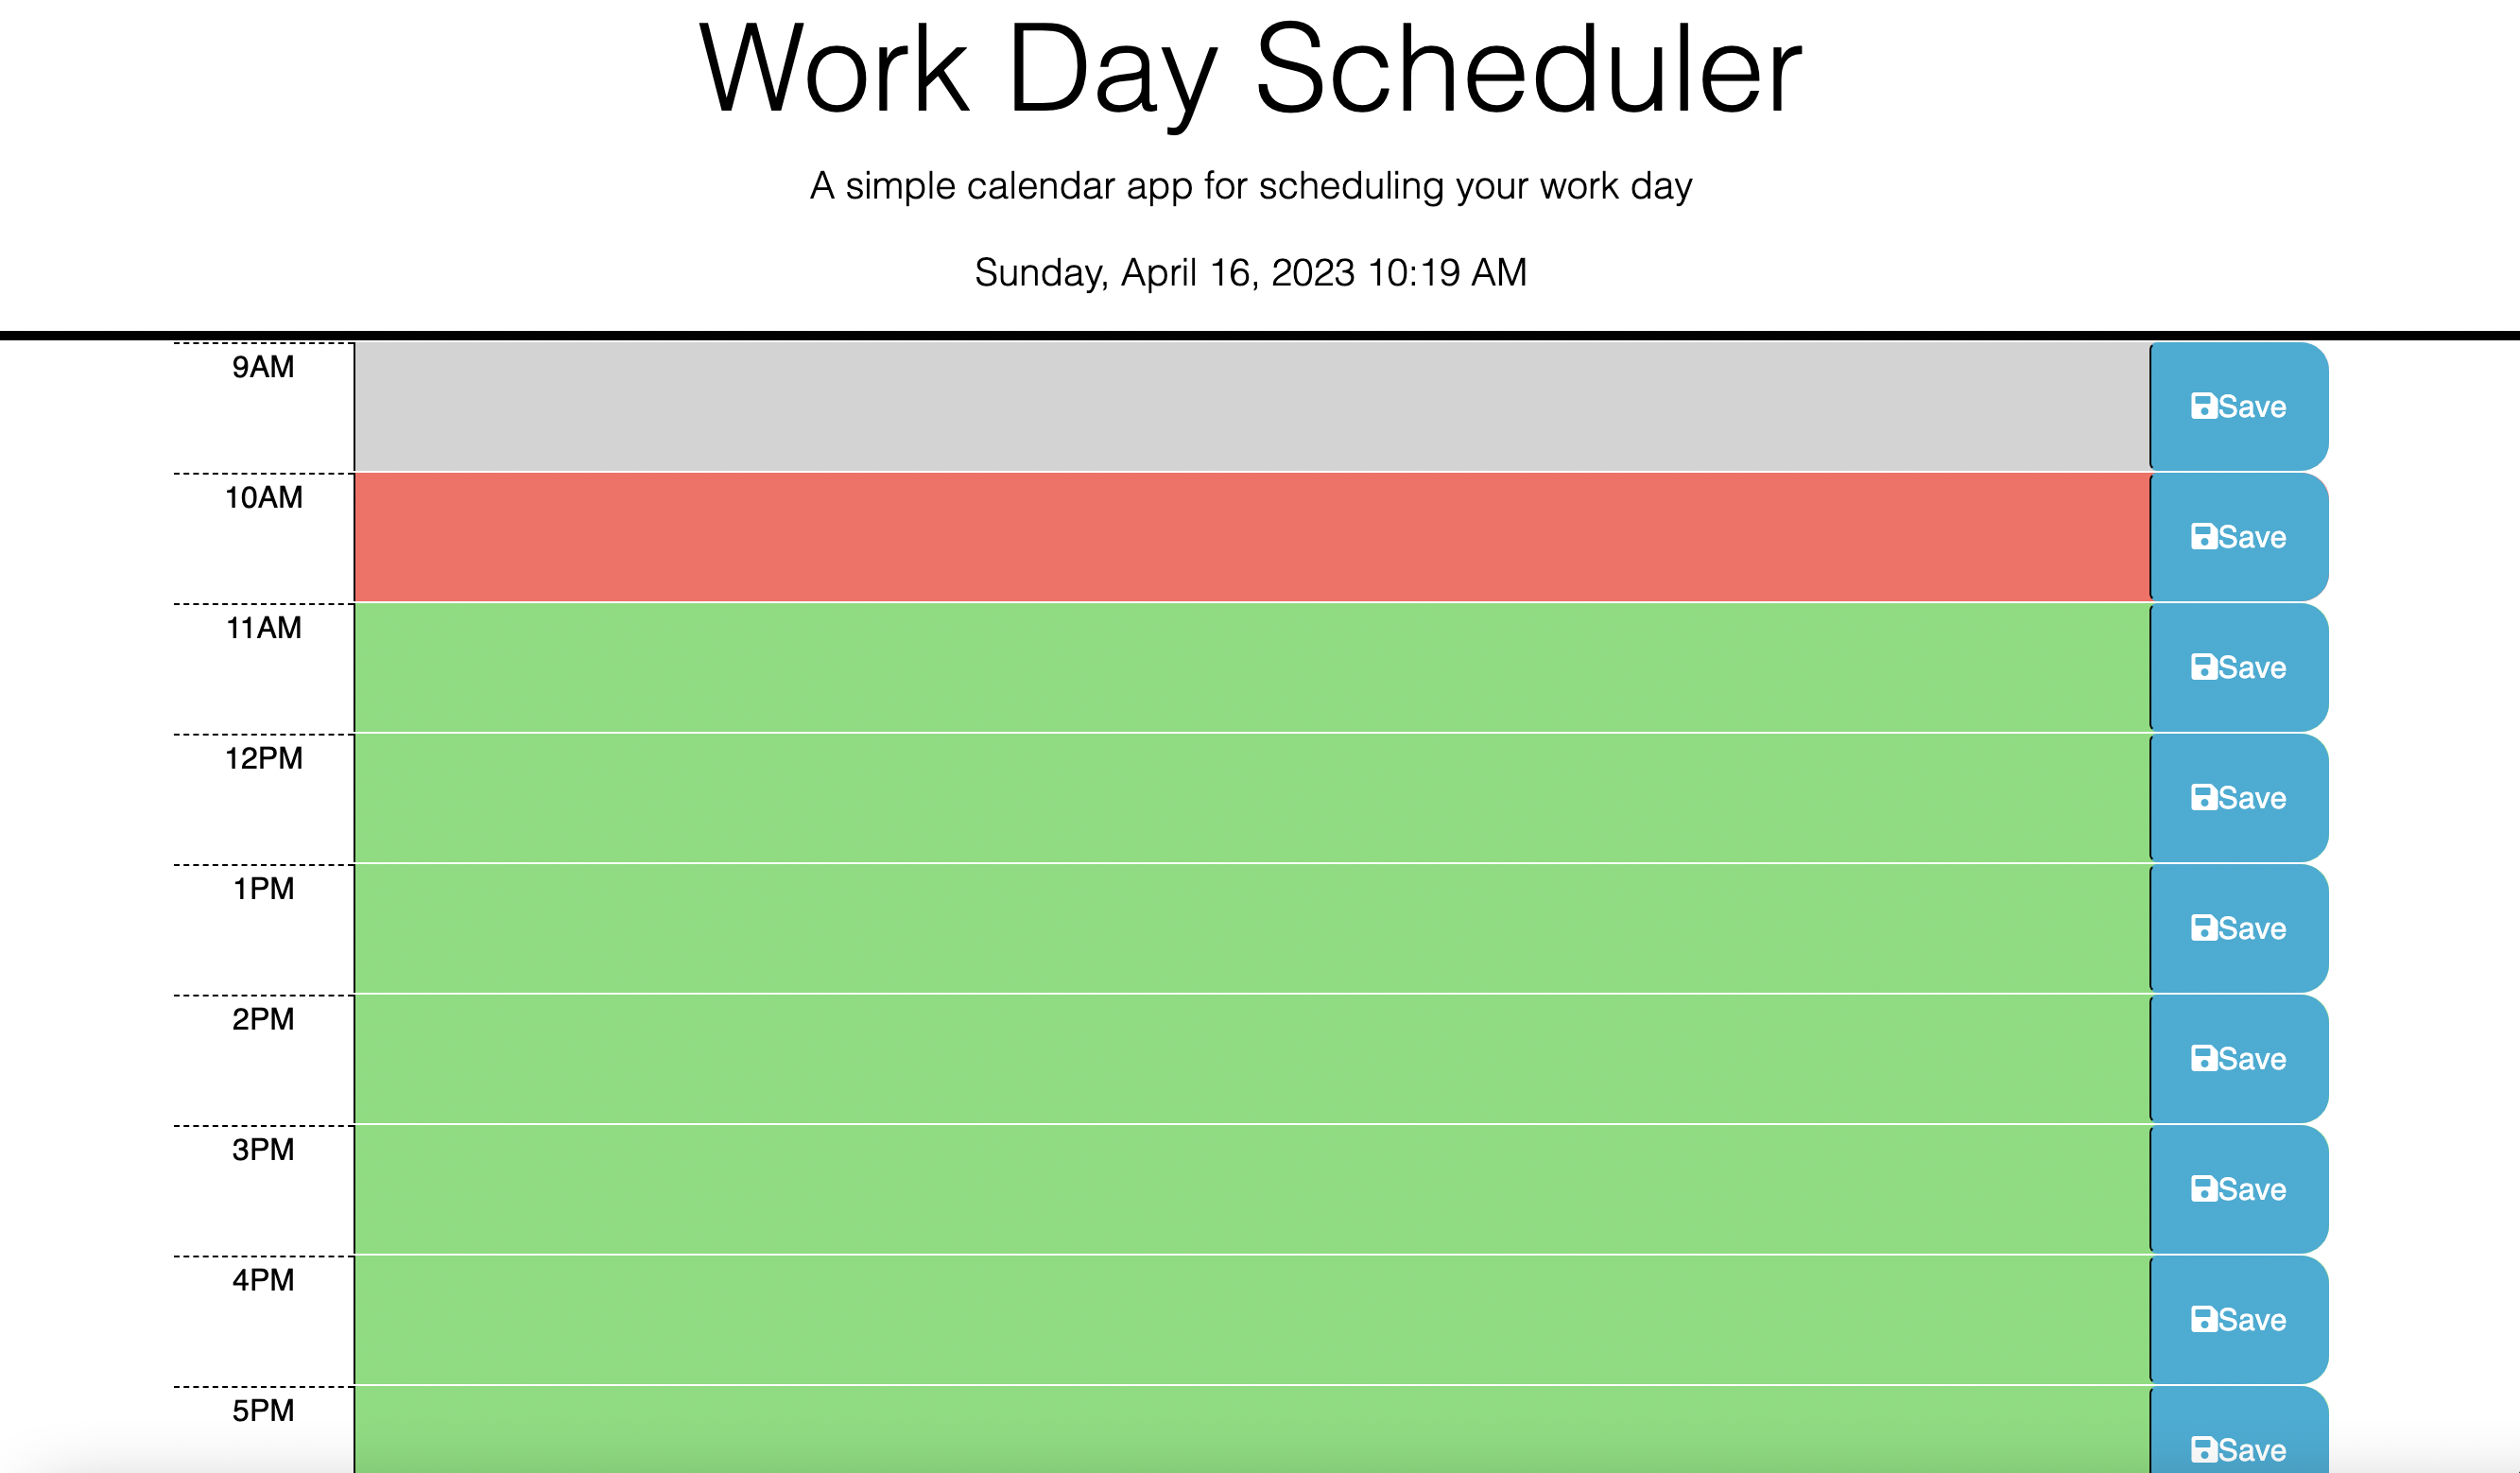 Work Day Scheduler
A simple calendar app for scheduling your work day
Sunday, April 16, 2023 10:19 AM
9AM
Save
10AM
Save
11AM
Save
12PM
Save
1PM
Save
2PM
Save
3PM
Save
4PM
Save
5PM
Save